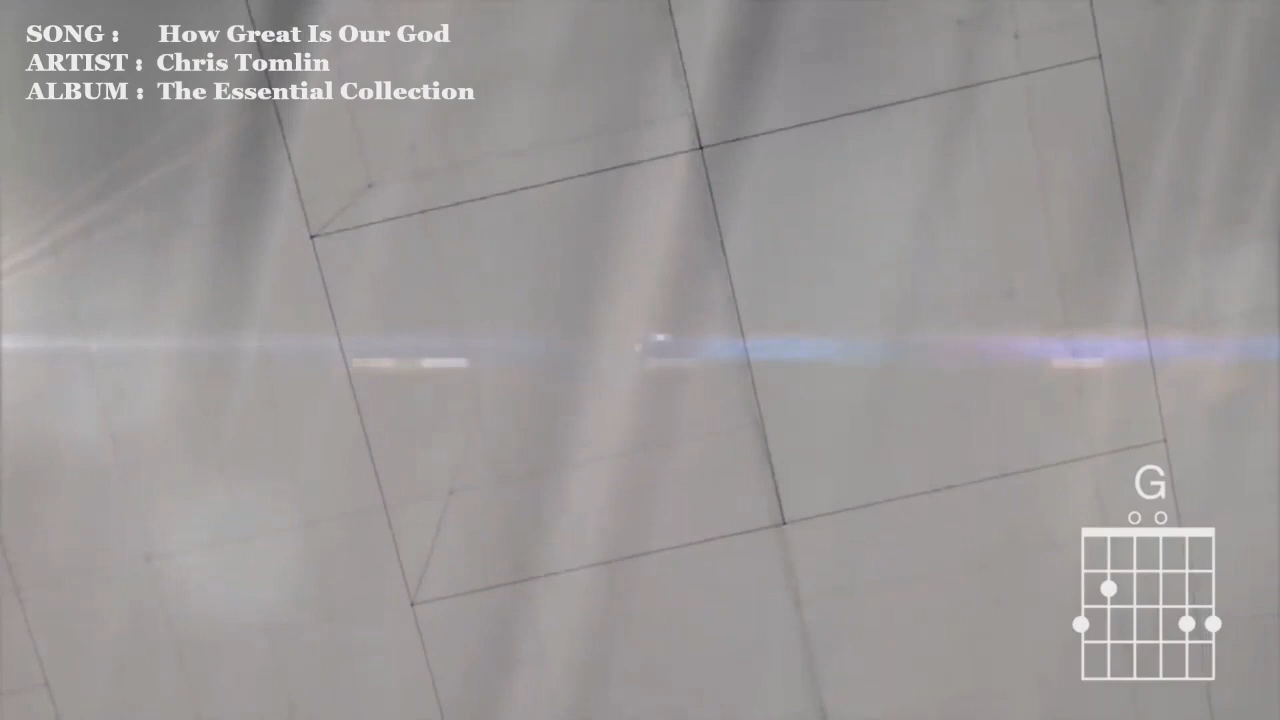 SONG : How Great Is Our God
ARTIST : Chris Tomlin
ALBUM : The Essential Collection
G